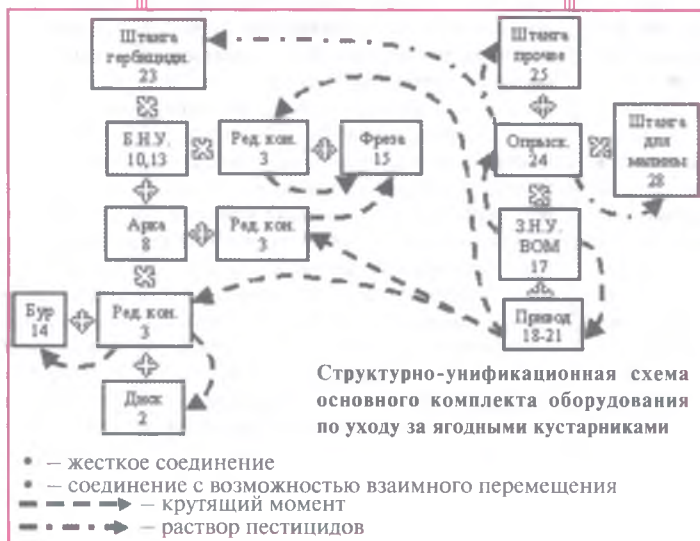 Штанга
гербициди.
23
Штанга
прочее
25
Б.Н.У.
10,13
Ред. кон.
3
Фреза
15
Опрыск.
24
Штанга
для
малины
28
Арка
8
Ред. кон.
3
З.Н.У.
ВОМ
17
Бур
14
Ред. кон.
3
Привод
18-21
Диск
2
Структурно-унификационная схема
основного комплекта оборудования
по уходу за ягодными кустарниками
• – жесткое соединение
• – соединение с возможностью взаимного перемещения
– крутящий момент
– раствор пестицидов